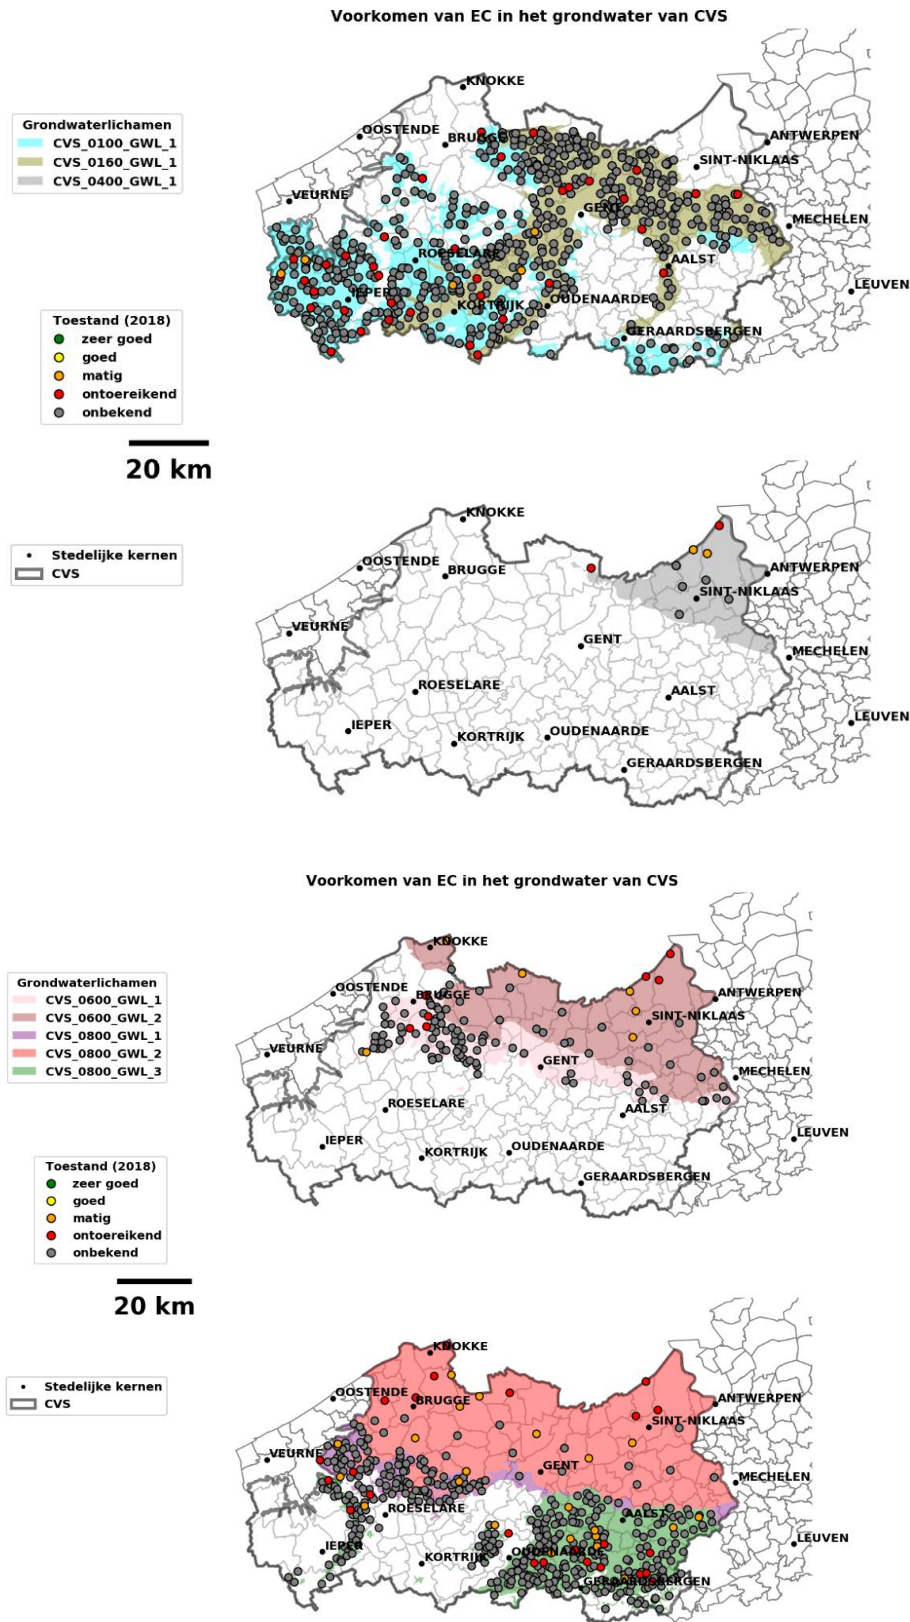 Voorkomen van EC in het grondwater van CVS
KNOKKE
OOSTENDE
BRUGGE
ANTWERPEN
SINT-NIKLAAS
VEURNE
GENT
MECHELEN
ROESELARE
AALST
IEPER
KORTRIJK
OUDENAARDE
LEUVEN
GERAARDSBERGEN
Grondwaterlichamen
CVS_0100_GWL_1
CVS_0160_GWL_1
CVS_0400_GWL_1
Toestand (2018)
zeer goed
goed
matig
ontoereikend
onbekend
20 km
KNOKKE
OOSTENDE
BRUGGE
ANTWERPEN
SINT-NIKLAAS
VEURNE
GENT
MECHELEN
ROESELARE
AALST
IEPER
KORTRIJK
OUDENAARDE
LEUVEN
GERAARDSBERGEN
Stedelijke kernen
CVS
Voorkomen van EC in het grondwater van CVS
KNOKKE
OOSTENDE
BRUGGE
ANTWERPEN
SINT-NIKLAAS
VEURNE
GENT
MECHELEN
ROESELARE
AALST
IEPER
KORTRIJK
OUDENAARDE
LEUVEN
GERAARDSBERGEN
Grondwaterlichamen
CVS_0600_GWL_1
CVS_0600_GWL_2
CVS_0800_GWL_1
CVS_0800_GWL_2
CVS_0800_GWL_3
Toestand (2018)
zeer goed
goed
matig
ontoereikend
onbekend
20 km
KNOKKE
OOSTENDE
BRUGGE
ANTWERPEN
SINT-NIKLAAS
VEURNE
GENT
MECHELEN
ROESELARE
AALST
IEPER
KORTRIJK
OUDENAARDE
LEUVEN
GERAARDSBERGEN
Stedelijke kernen
CVS